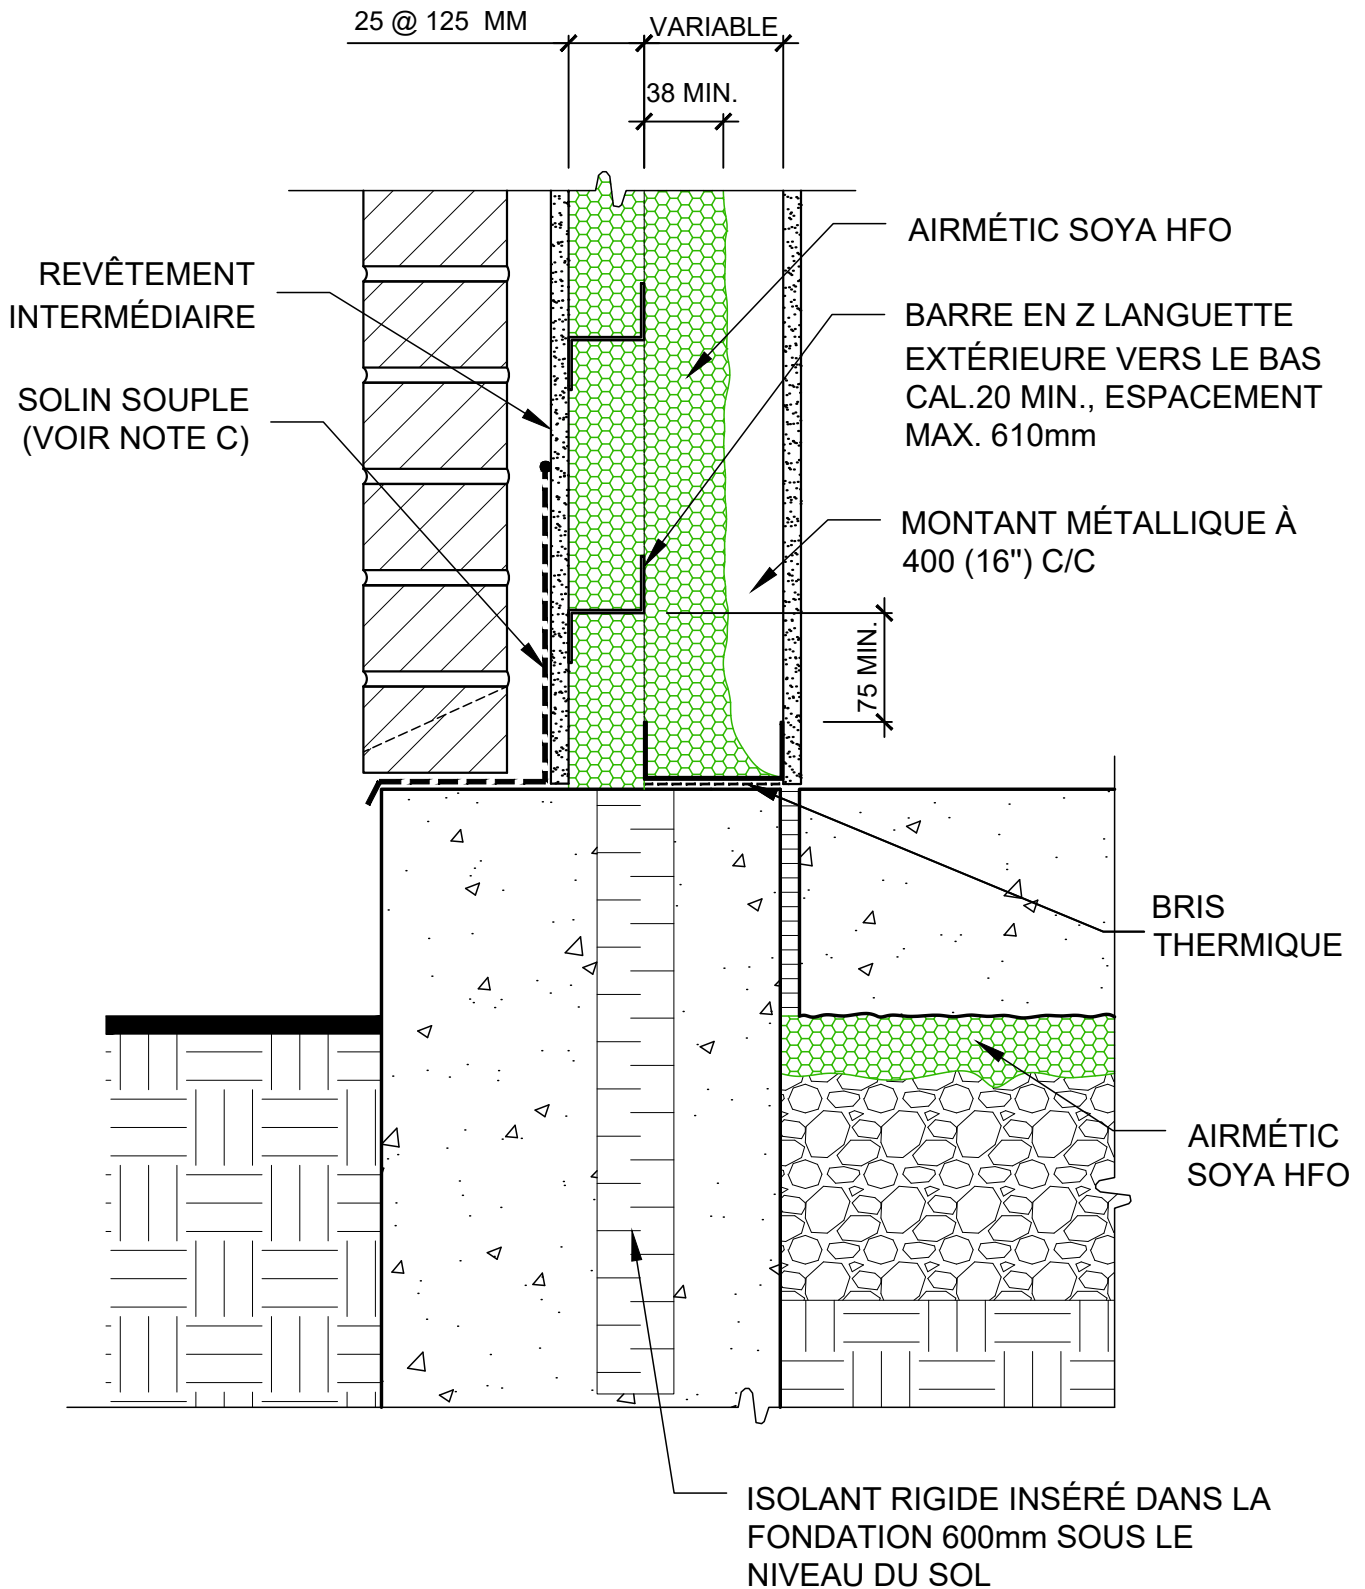 25 @ 125 MM
VARIABLE
38 MIN.
AIRMÉTIC SOYA HFO
REVÊTEMENT
INTERMÉDIAIRE
BARRE EN Z LANGUETTE
EXTÉRIEURE VERS LE BAS
CAL.20 MIN., ESPACEMENT
MAX. 610mm
SOLIN SOUPLE
(VOIR NOTE C)
MONTANT MÉTALLIQUE À
400 (16") C/C
75 MIN.
BRIS
THERMIQUE
AIRMÉTIC
SOYA HFO
ISOLANT RIGIDE INSÉRÉ DANS LA
FONDATION 600mm SOUS LE
NIVEAU DU SOL